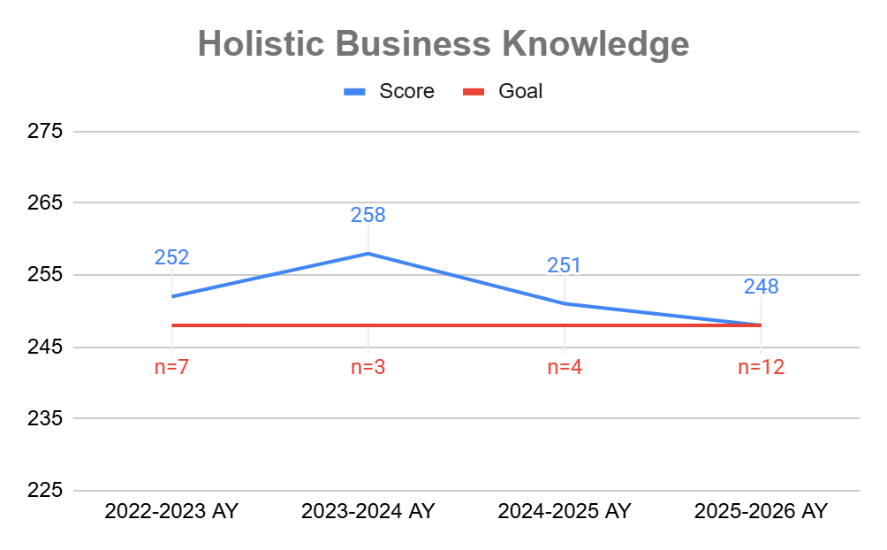 Holistic Business Knowledge
Score Goal
275
265
255
245
235
225
252
258
251
248
n=7
n=3
n=4
n=12
2022-2023 AY
2023-2024 AY
2024-2025 AY
2025-2026 AY